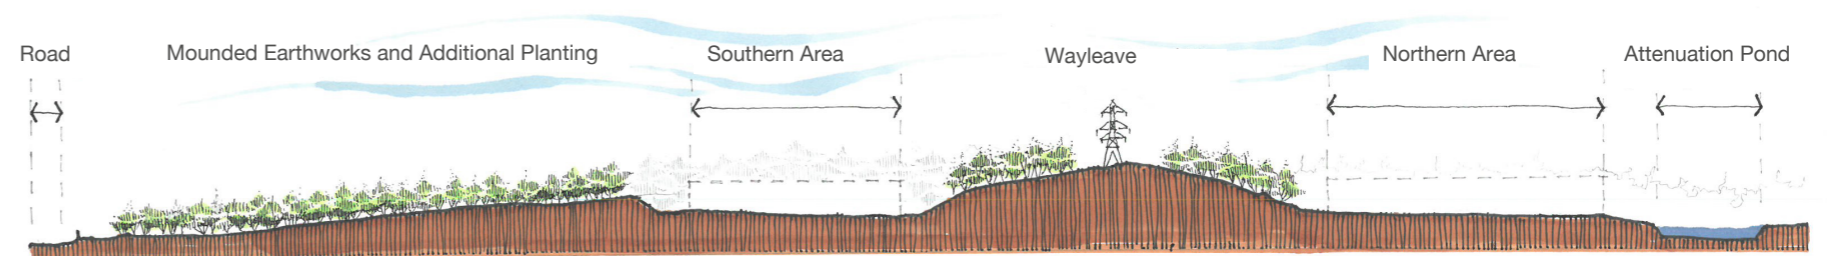 Road
Mounded Earthworks and Additional Planting
Southern Area
Wayleave
Northern Area
Attenuation Pond